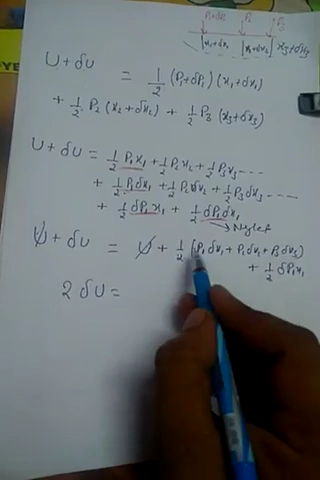 P₁+δP₁ P₂ P₃
x₁+δx₁ x₂+δx₂ x₃+δx₃
U+δU = 1/2 (P₁+δP₁) (x₁+δx₁)
+ 1/2 P₂ (x₂+δx₂) + 1/2 P₃ (x₃+δx₃)
U+δU = 1/2 P₁x₁ + 1/2 P₂x₂ + 1/2 P₃x₃ ----
+ 1/2 P₁δx₁ + 1/2 P₂δx₂ + 1/2 P₃δx₃ ----
+ 1/2 δP₁x₁ + 1/2 δP₁δx₁
→ Neglet
U + δU = U + 1/2 [P₁δx₁ + P₂δx₂ + P₃δx₃)
+ 1/2 δP₁x₁
2 δU =